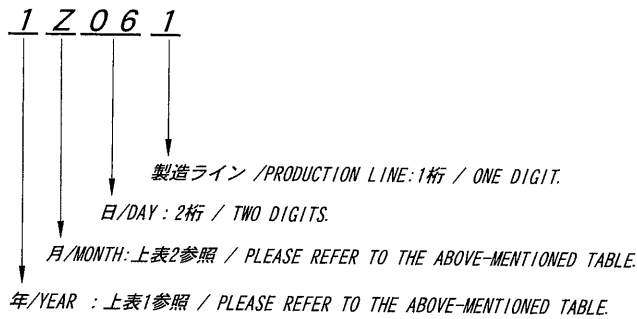 1 Z 0 6 1
製造ライン /PRODUCTION LINE:1桁 / ONE DIGIT.
日/DAY : 2桁 / TWO DIGITS.
月/MONTH:上表2参照 / PLEASE REFER TO THE ABOVE-MENTIONED TABLE.
年/YEAR : 上表1参照 / PLEASE REFER TO THE ABOVE-MENTIONED TABLE.